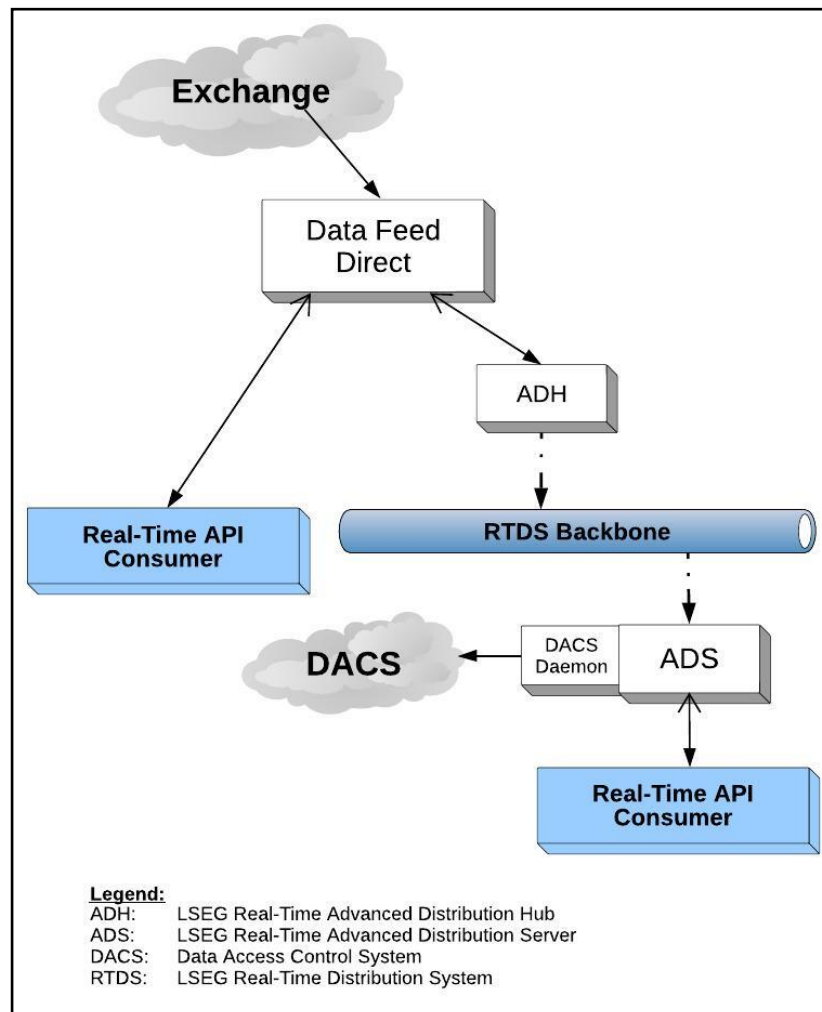 Exchange
Data Feed
Direct
ADH
Real-Time API
Consumer
RTDS Backbone
DACS
DACS
Daemon
ADS
Real-Time API
Consumer
Legend:
ADH: LSEG Real-Time Advanced Distribution Hub
ADS: LSEG Real-Time Advanced Distribution Server
DACS: Data Access Control System
RTDS: LSEG Real-Time Distribution System